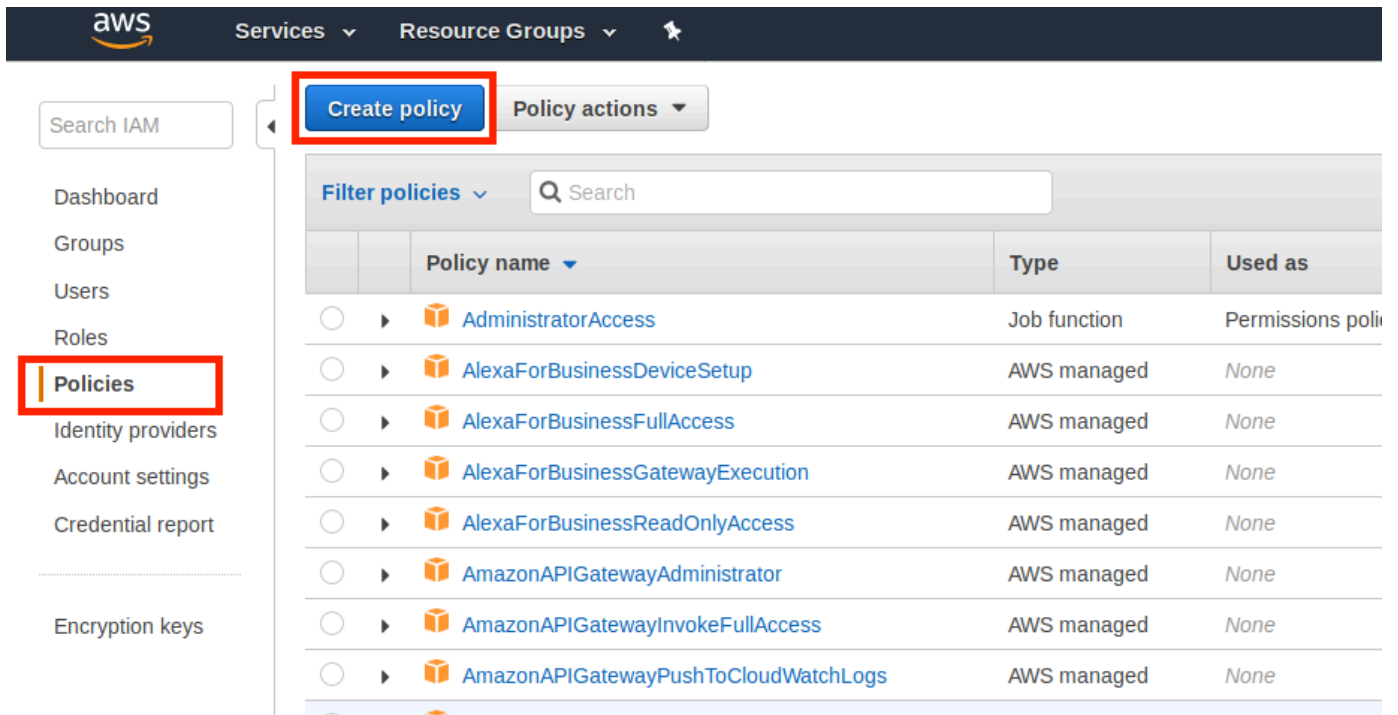 aws Services Resource Groups
Search IAM
Dashboard
Groups
Users
Roles
Policies
Identity providers
Account settings
Credential report
Encryption keys
Create policy Policy actions
Filter policies Search
Policy name Type Used as
AdministratorAccess Job function Permissions poli
AlexaForBusinessDeviceSetup AWS managed None
AlexaForBusinessFullAccess AWS managed None
AlexaForBusinessGatewayExecution AWS managed None
AlexaForBusinessReadOnlyAccess AWS managed None
AmazonAPIGatewayAdministrator AWS managed None
AmazonAPIGatewayInvokeFullAccess AWS managed None
AmazonAPIGatewayPushToCloudWatchLogs AWS managed None